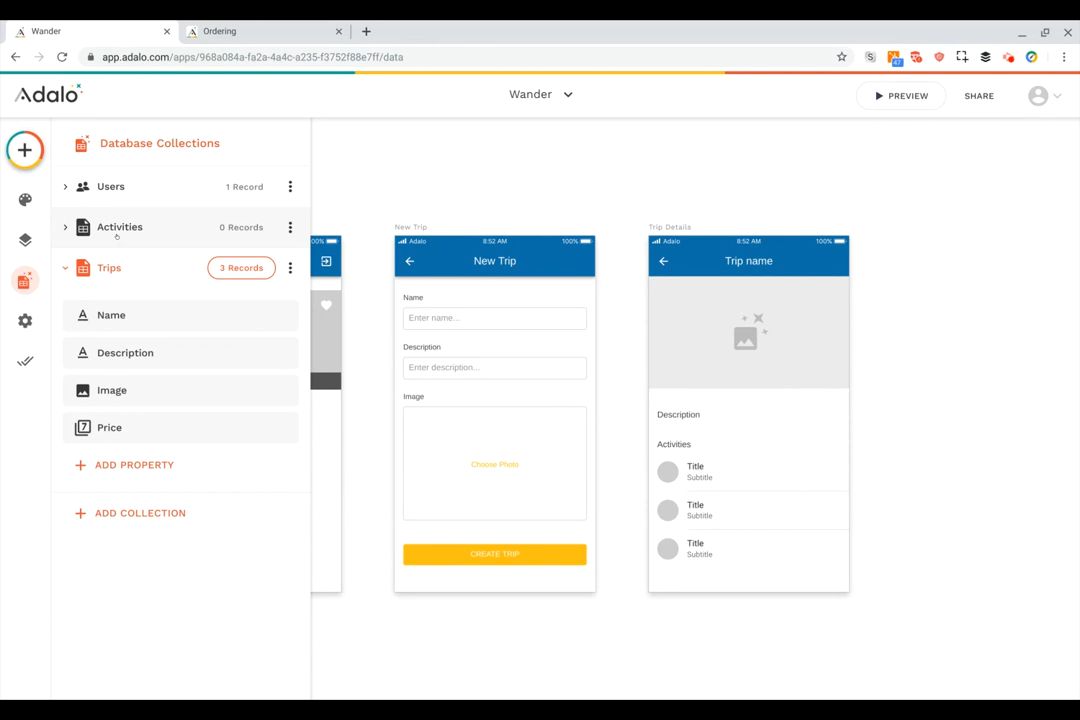 Wander
Ordering
app.adalo.com/apps/968a084a-fa2a-4a4c-a235-f3752f88e7ff/data
S
47
Adalo
Wander
PREVIEW
SHARE
Database Collections
Users
1 Record
Activities
0 Records
Trips
3 Records
A Name
A Description
Image
7 Price
ADD PROPERTY
ADD COLLECTION
00%
New Trip
Adalo
8:52 AM
100%
New Trip
Name
Enter name...
Description
Enter description...
Image
Choose Photo
CREATE TRIP
Trip Details
Adalo
8:52 AM
100%
Trip name
Description
Activities
Title
Subtitle
Title
Subtitle
Title
Subtitle